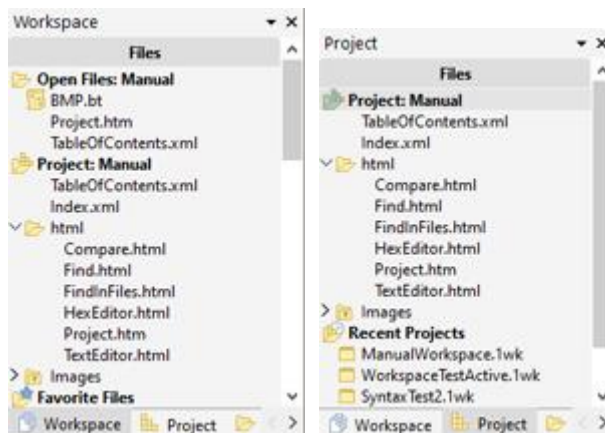 Workspace
Files
Open Files: Manual
BMP.bt
Project.htm
TableOfContents.xml
Project: Manual
TableOfContents.xml
Index.xml
html
Compare.html
Find.html
FindInFiles.html
HexEditor.html
Project.htm
TextEditor.html
Images
Favorite Files
Workspace Project
Project
Files
Project: Manual
TableOfContents.xml
Index.xml
html
Compare.html
Find.html
FindInFiles.html
HexEditor.html
Project.htm
TextEditor.html
Images
Recent Projects
ManualWorkspace.1wk
WorkspaceTestActive.1wk
SyntaxTest2.1wk
Workspace Project